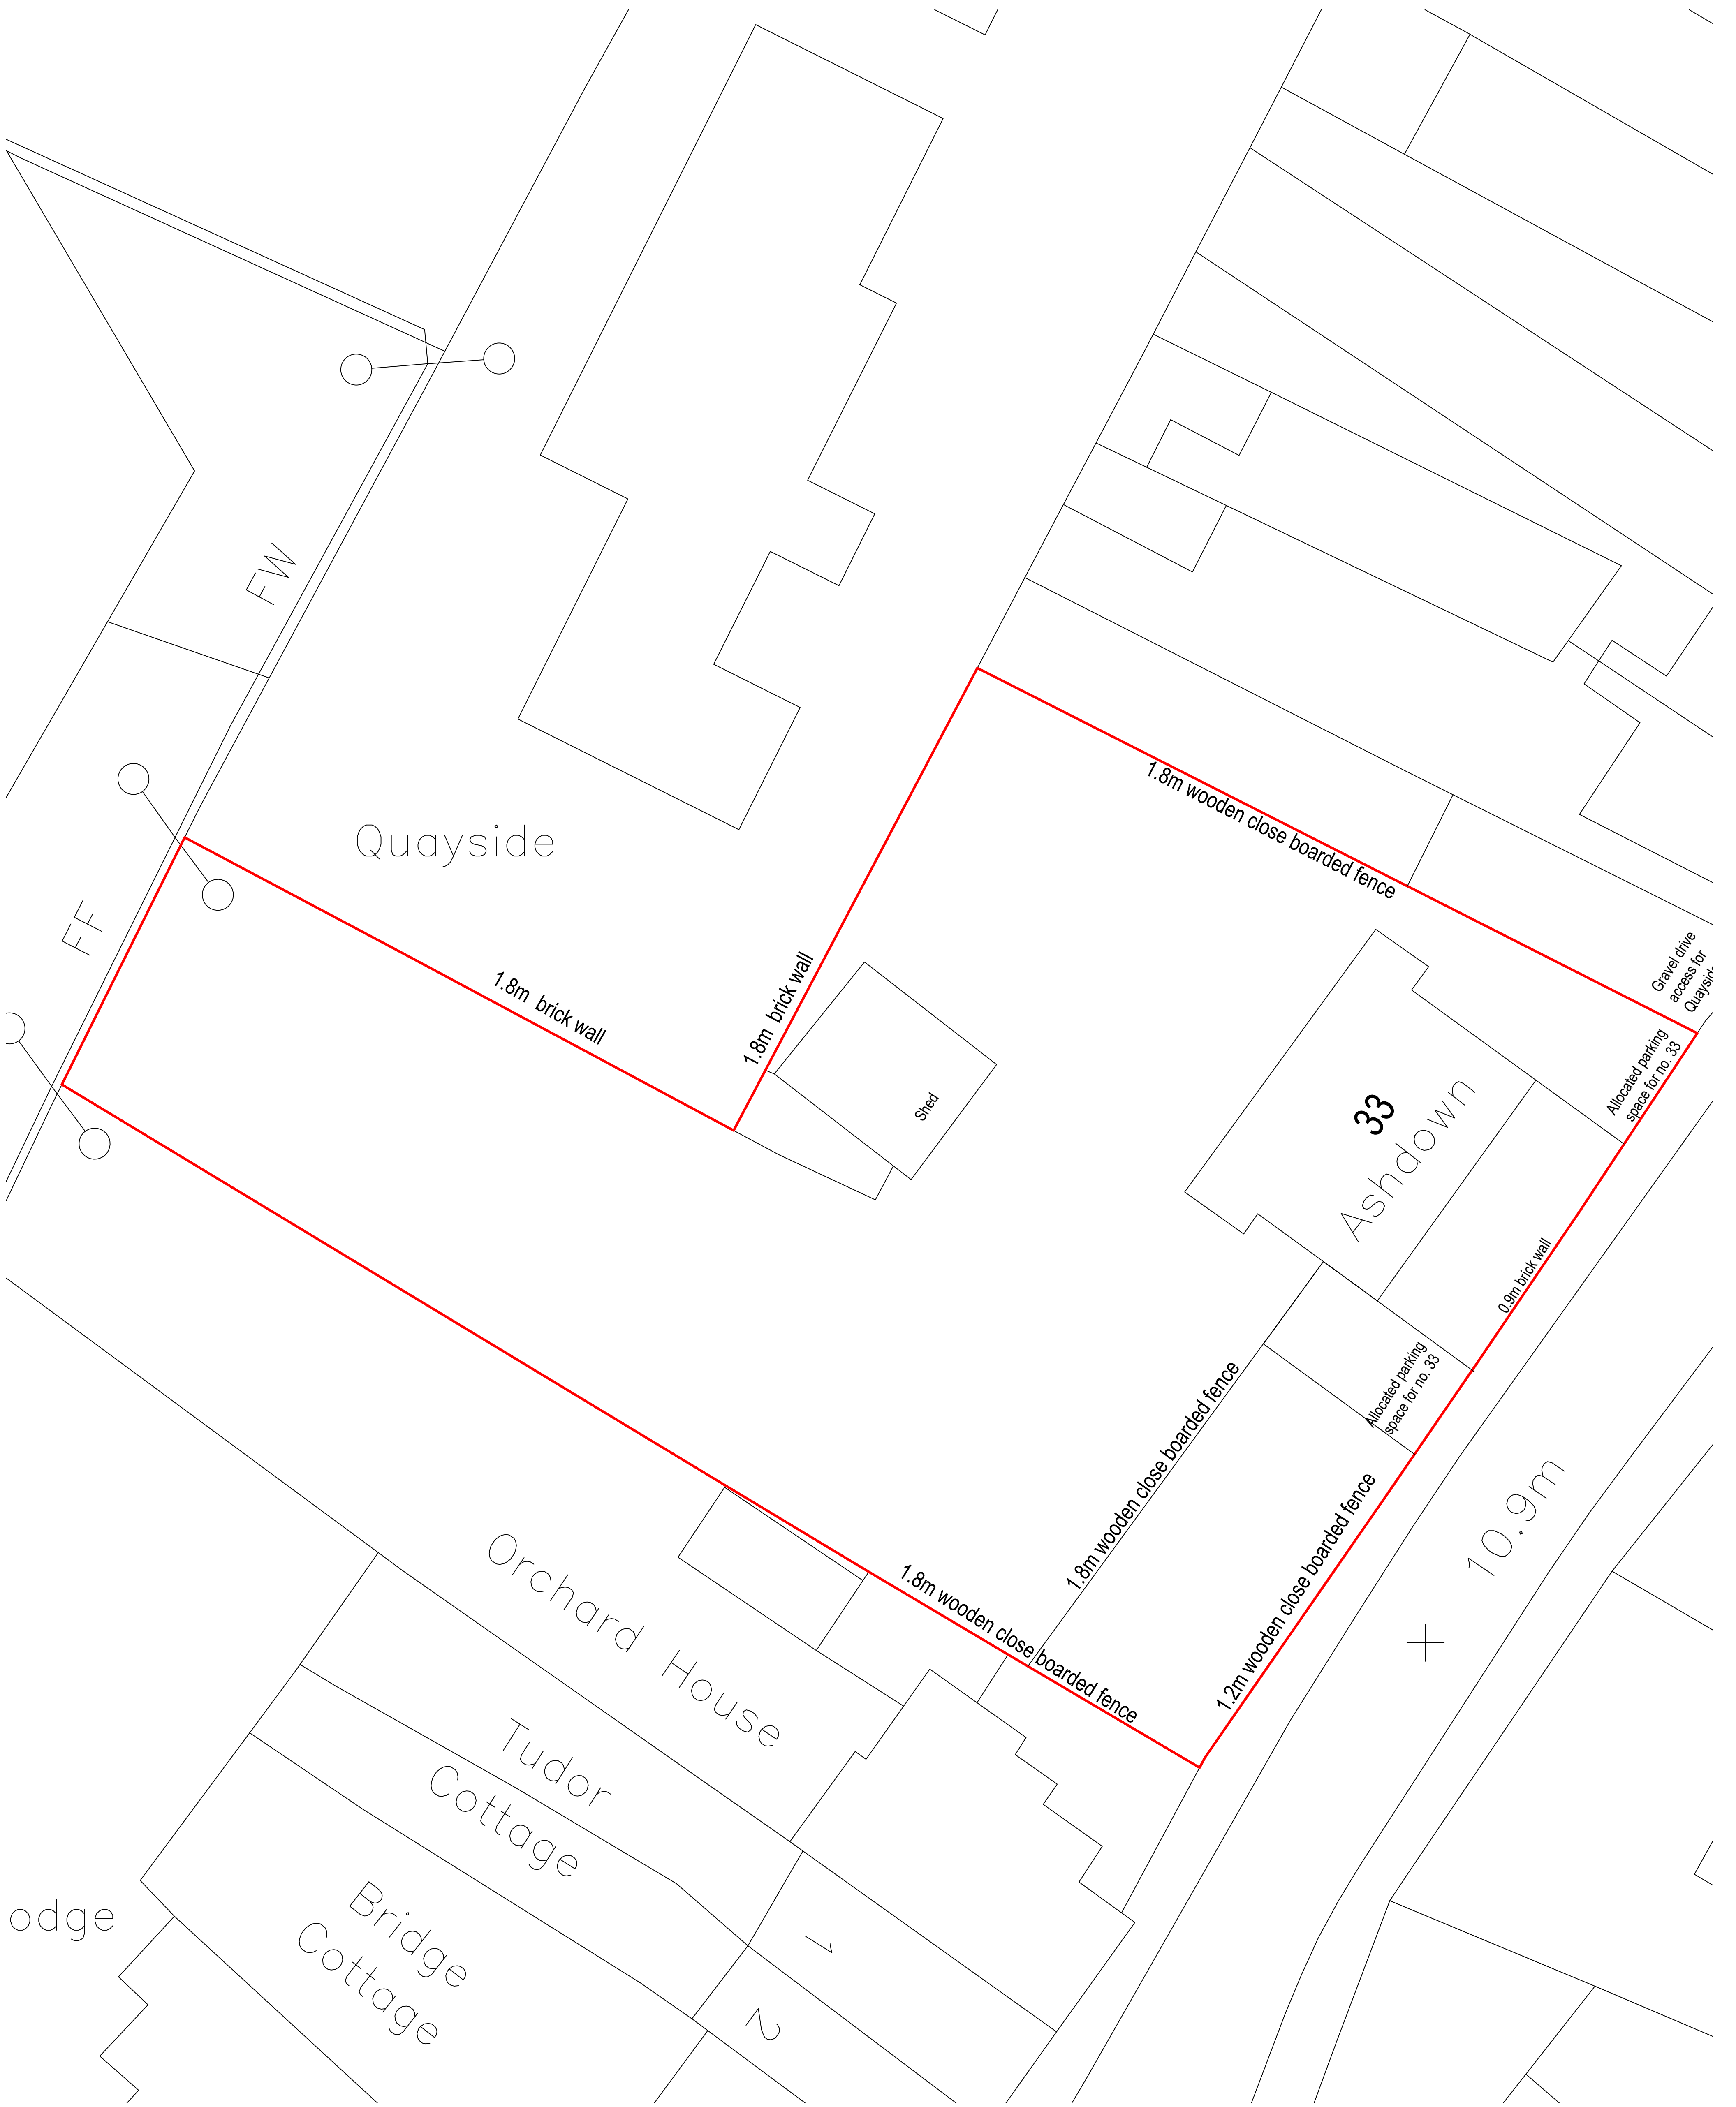 FW
Quayside
FF
1.8m wooden close boarded fence
1.8m brick wall
1.8m brick wall
Shed
Gravel drive
access for
Quayside
Allocated parking
space for no. 33
33
Ashdown
0.9m brick wall
Allocated parking
space for no. 33
1.8m wooden close boarded fence
1.2m wooden close boarded fence
10.9m
1.8m wooden close boarded fence
Orchard House
Tudor
Cottage
Bridge
Cottage
odge
1
2